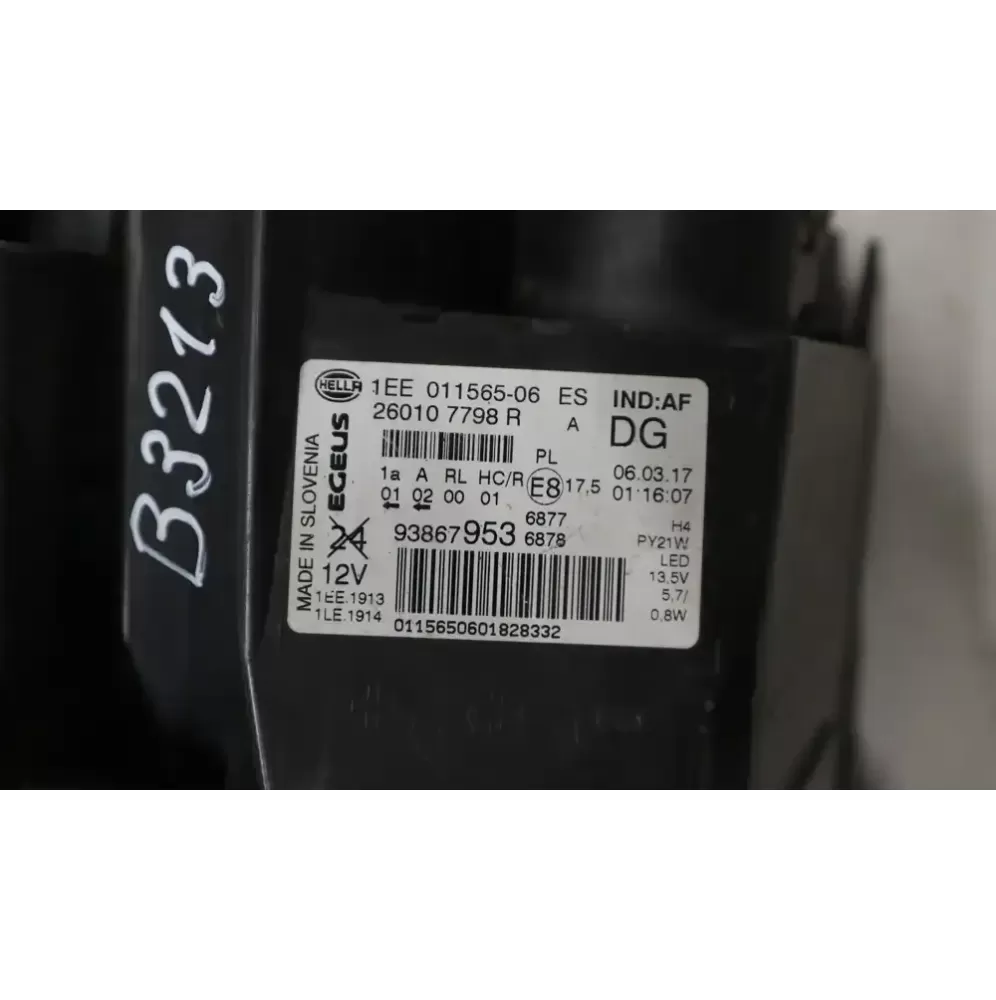 B3213
HELLA 1EE 011565-06 ES IND:AF
26010 7798 R A DG
MADE IN SLOVENIA
EGEUS
PL
1a A RL HC/R E8 17,5
01 02 00 01
06.03.17
01:16:07
6877
93867953 6878
24
12V
H4
PY21W
LED
13,5V
5,7/
0,8W
1EE.1913
1LE.1914
0115650601828332